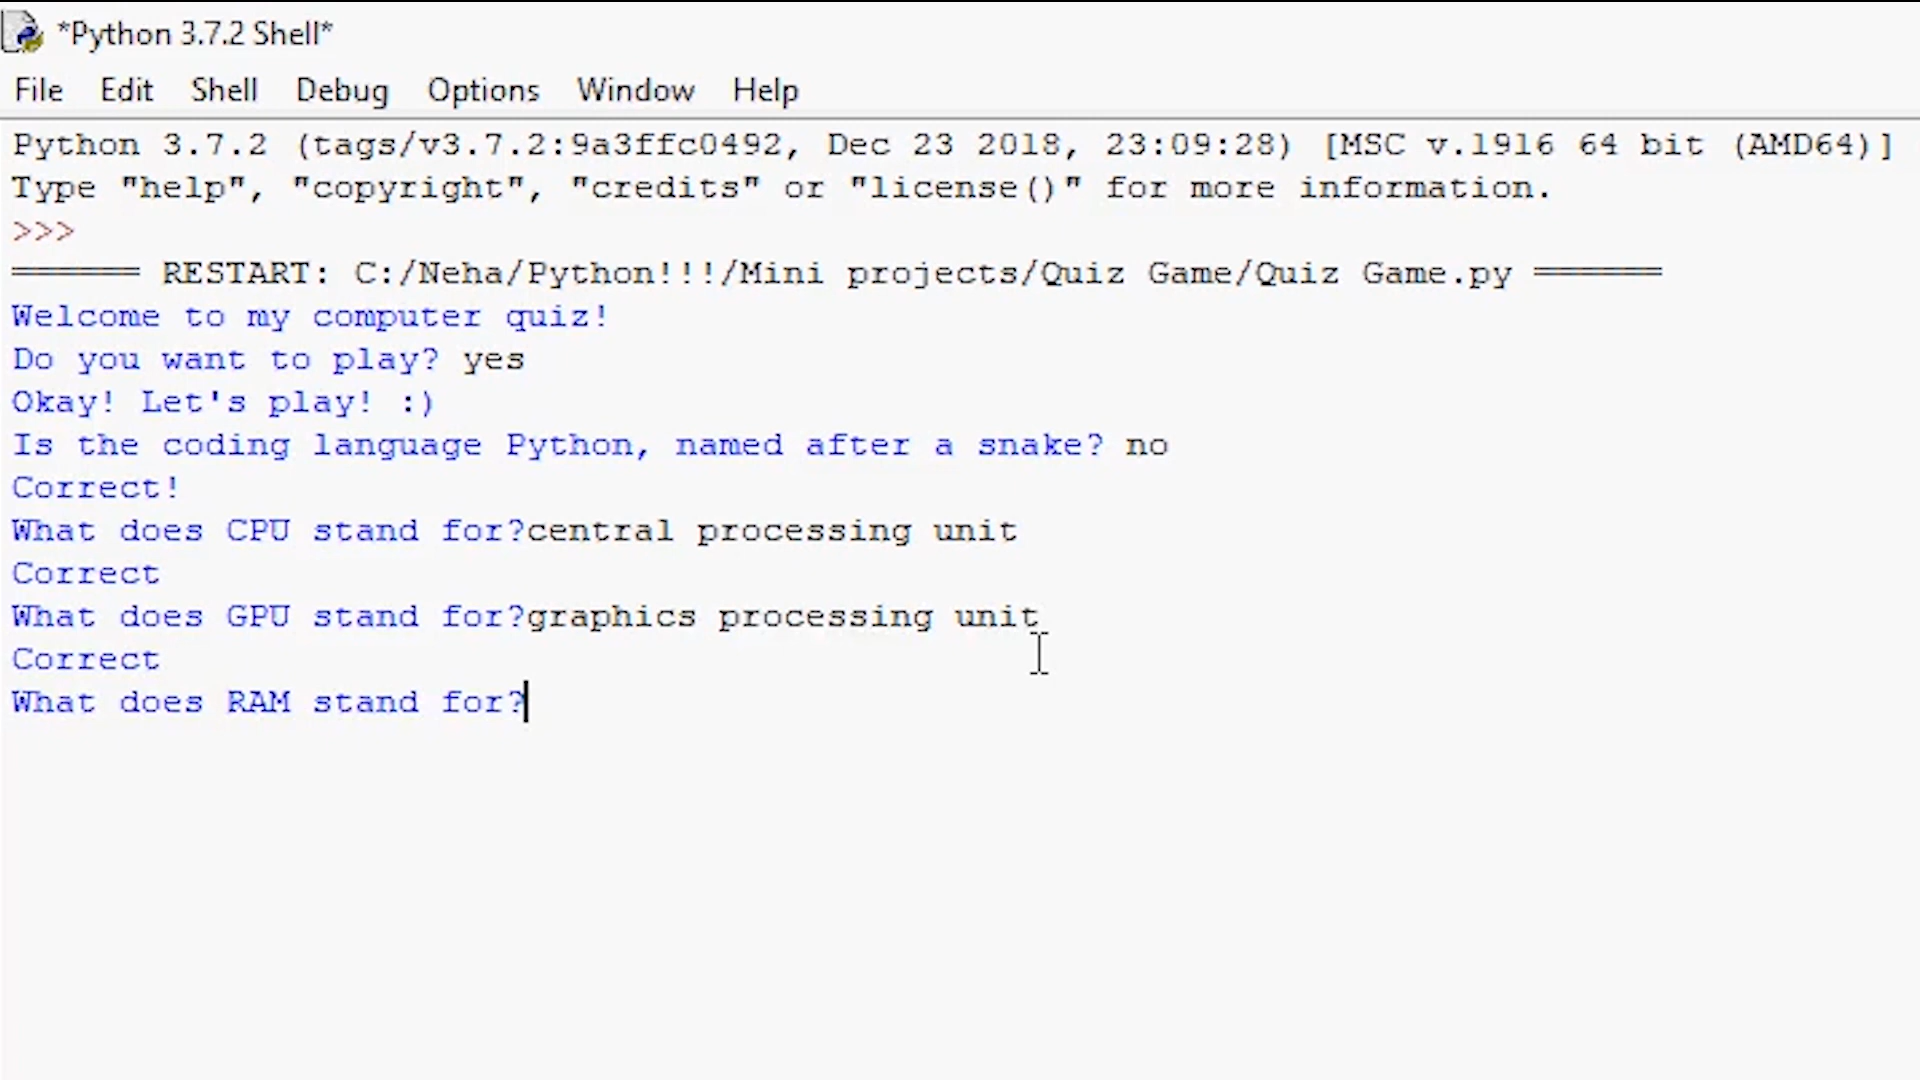 *Python 3.7.2 Shell*
File Edit Shell Debug Options Window Help
Python 3.7.2 (tags/v3.7.2:9a3ffc0492, Dec 23 2018, 23:09:28) [MSC v.1916 64 bit (AMD64)]
Type "help", "copyright", "credits" or "license()" for more information.
>>>
====== RESTART: C:/Neha/Python!!!/Mini projects/Quiz Game/Quiz Game.py ======
Welcome to my computer quiz!
Do you want to play? yes
Okay! Let's play! :)
Is the coding language Python, named after a snake? no
Correct!
What does CPU stand for?central processing unit
Correct
What does GPU stand for?graphics processing unit
Correct
What does RAM stand for?